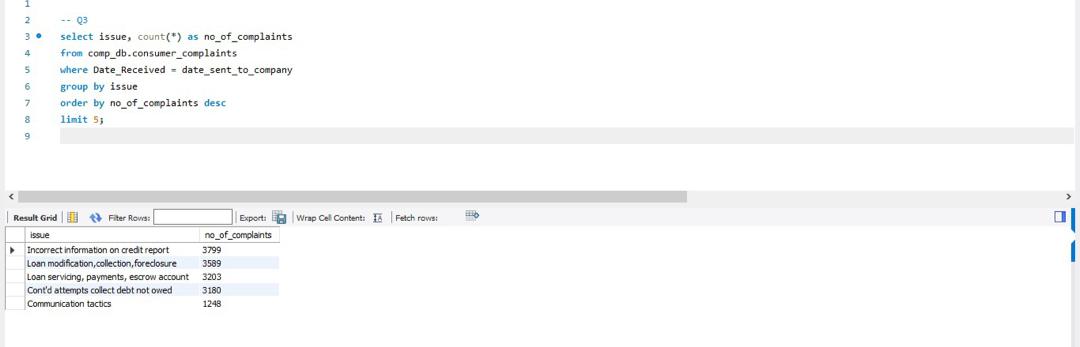 1
2 -- Q3
3 select issue, count(*) as no_of_complaints
4 from comp_db.consumer_complaints
5 where Date_Received = date_sent_to_company
6 group by issue
7 order by no_of_complaints desc
8 limit 5;
9
Result Grid Filter Rows: Export: Wrap Cell Content: Fetch rows:
issue no_of_complaints
Incorrect information on credit report 3799
Loan modification,collection,foreclosure 3589
Loan servicing, payments, escrow account 3203
Cont'd attempts collect debt not owed 3180
Communication tactics 1248